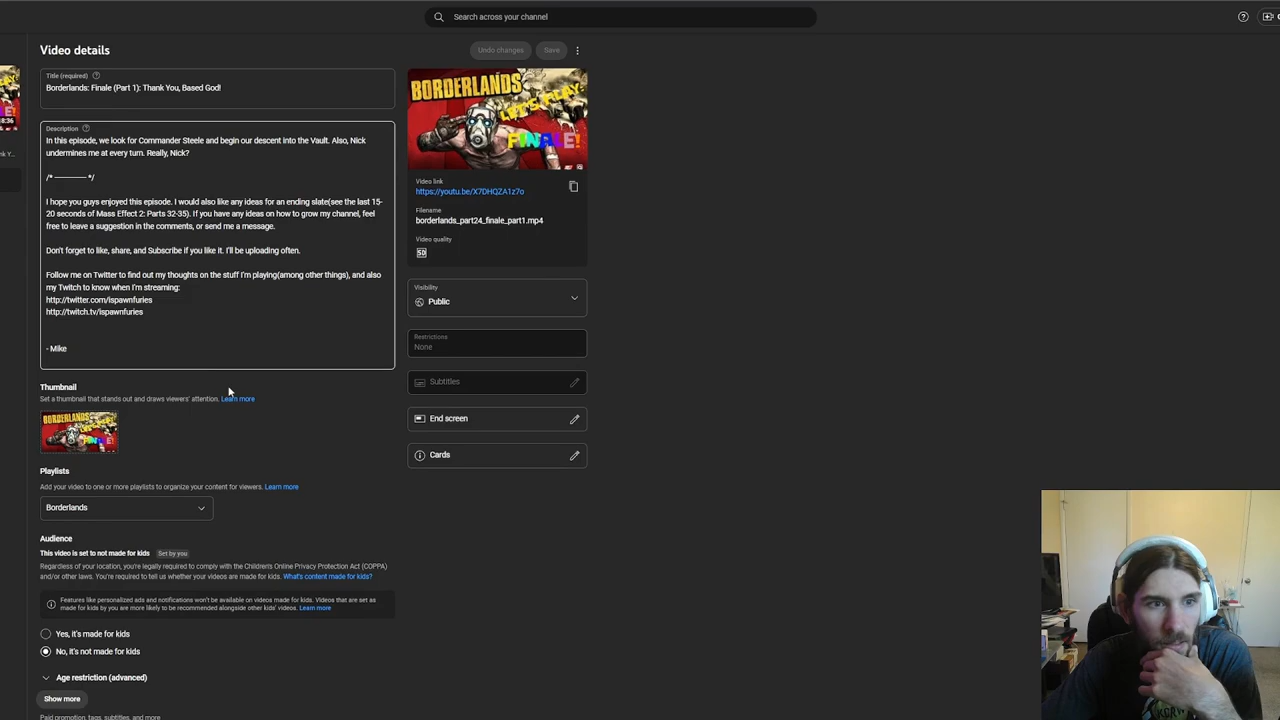 Search across your channel
Video details
Undo changes
Save
Title (required)
Borderlands: Finale (Part 1): Thank You, Based God!
Description
In this episode, we look for Commander Steele and begin our descent into the Vault. Also, Nick
undermines me at every turn. Really, Nick?
/* ———— */
I hope you guys enjoyed this episode. I would also like any ideas for an ending slate(see the last 15-
20 seconds of Mass Effect 2: Parts 32-35). If you have any ideas on how to grow my channel, feel
free to leave a suggestion in the comments, or send me a message.
Don't forget to like, share, and Subscribe if you like it. I'll be uploading often.
Follow me on Twitter to find out my thoughts on the stuff I'm playing(among other things), and also
my Twitch to know when I'm streaming:
http://twitter.com/ispawnfuries
http://twitch.tv/ispawnfuries
- Mike
Thumbnail
Set a thumbnail that stands out and draws viewers' attention. Learn more
BORDERLANDS
LET'S PLAY
FINALE!
Playlists
Add your video to one or more playlists to organize your content for viewers. Learn more
Borderlands
Audience
This video is set to not made for kids Set by you
Regardless of your location, you're legally required to comply with the Children's Online Privacy Protection Act (COPPA)
and/or other laws. You're required to tell us whether your videos are made for kids. What's content made for kids?
Features like personalized ads and notifications won't be available on videos made for kids. Videos that are set as
made for kids by you are more likely to be recommended alongside other kids' videos. Learn more
Yes, it's made for kids
No, it's not made for kids
Age restriction (advanced)
Show more
Paid promotion, tags, subtitles, and more
BORDERLANDS
LET'S PLAY
FINALE!
Video link
https://youtu.be/X7DHQZA1z7o
Filename
borderlands_part24_finale_part1.mp4
Video quality
SD
Visibility
Public
Restrictions
None
Subtitles
End screen
Cards
8:36